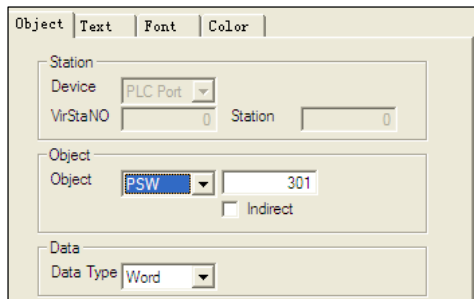 Object Text Font Color
Station
Device PLC Port
VirStaNO 0 Station 0
Object
Object PSW 301
Indirect
Data
Data Type Word